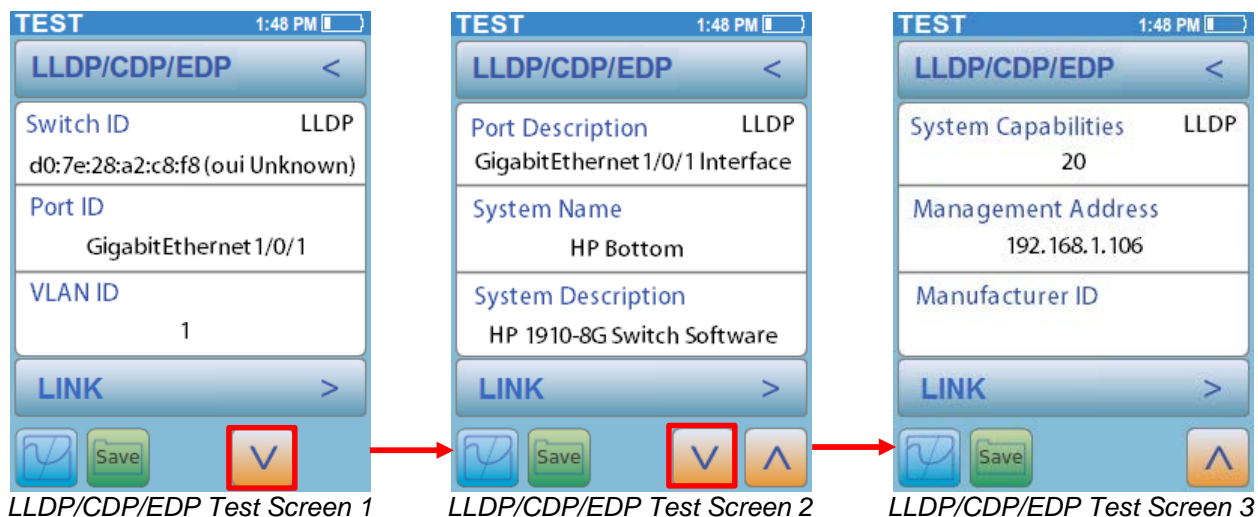 TEST 1:48 PM
LLDP/CDP/EDP <
Switch ID LLDP
d0:7e:28:a2:c8:f8 (oui Unknown)
Port ID
GigabitEthernet1/0/1
VLAN ID
1
LINK >
Save V
LLDP/CDP/EDP Test Screen 1
TEST 1:48 PM
LLDP/CDP/EDP <
Port Description LLDP
GigabitEthernet1/0/1 Interface
System Name
HP Bottom
System Description
HP 1910-8G Switch Software
LINK >
Save V Λ
LLDP/CDP/EDP Test Screen 2
TEST 1:48 PM
LLDP/CDP/EDP <
System Capabilities LLDP
20
Management Address
192.168.1.106
Manufacturer ID
LINK >
Save Λ
LLDP/CDP/EDP Test Screen 3